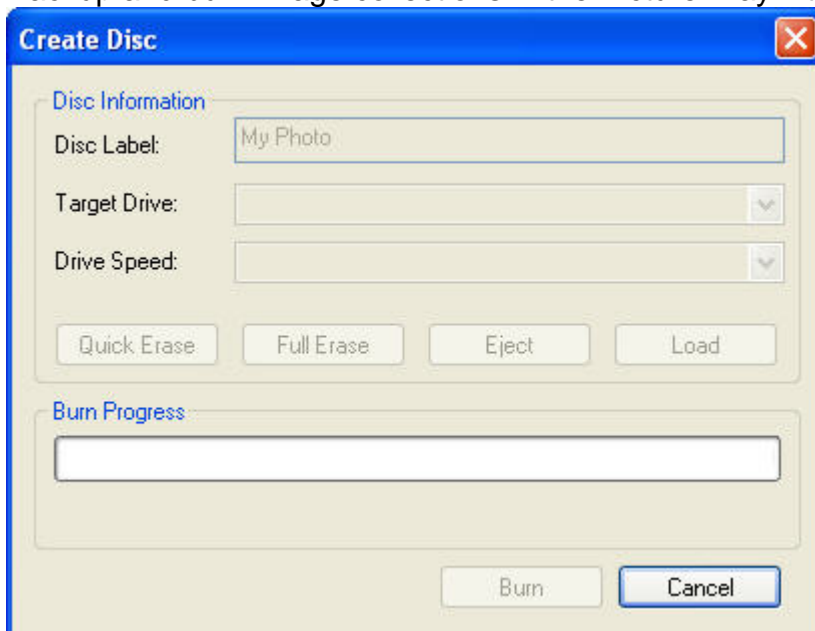 Create Disc
Disc Information
Disc Label: My Photo
Target Drive:
Drive Speed:
Quick Erase Full Erase Eject Load
Burn Progress
Burn Cancel